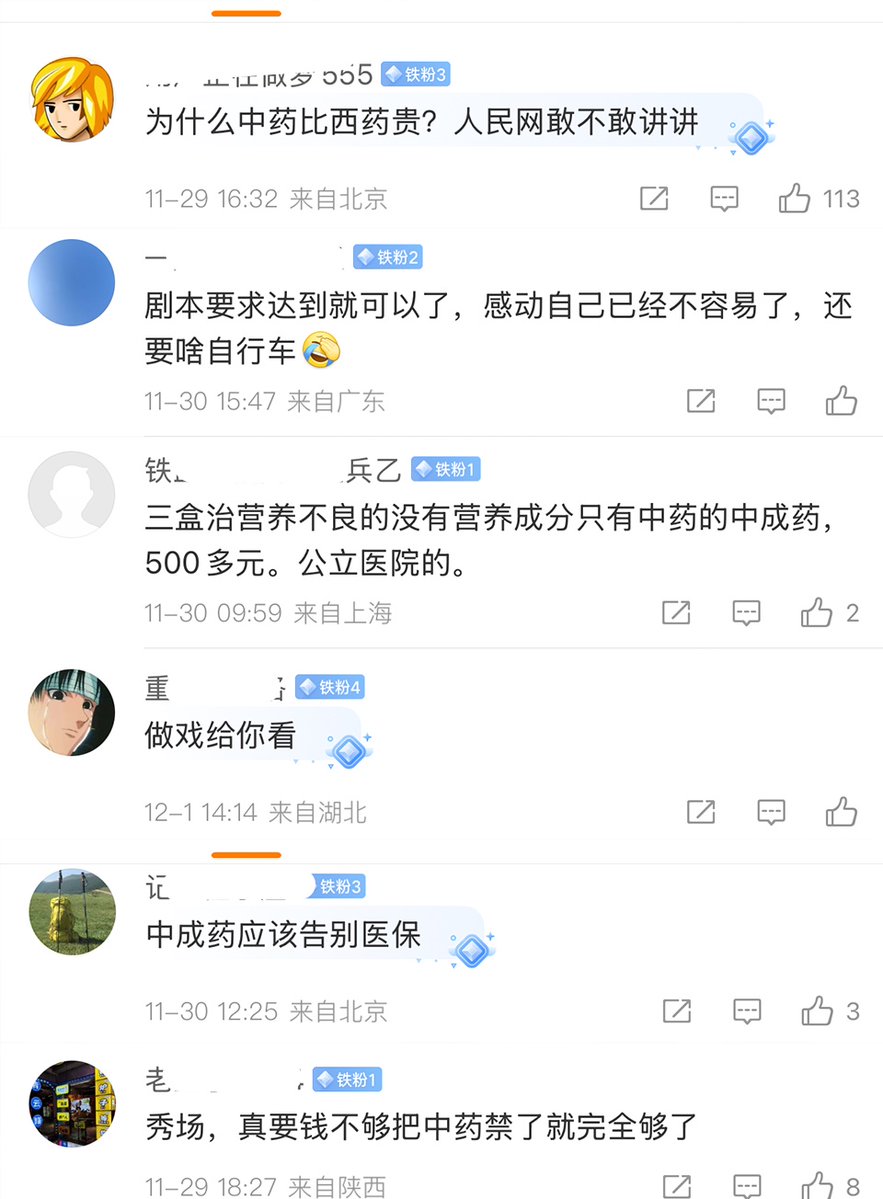 555 铁粉3
为什么中药比西药贵？人民网敢不敢讲讲
11-29 16:32 来自北京 113
一 铁粉2
剧本要求达到就可以了，感动自己已经不容易了，还
要啥自行车🤣
11-30 15:47 来自广东
铁 兵乙 铁粉1
三盒治营养不良的没有营养成分只有中药的中成药，
500多元。公立医院的。
11-30 09:59 来自上海 2
重 铁粉4
做戏给你看
12-1 14:14 来自湖北
记 铁粉3
中成药应该告别医保
11-30 12:25 来自北京 3
老 铁粉1
秀场，真要钱不够把中药禁了就完全够了
11-29 18:27 来自陕西 8